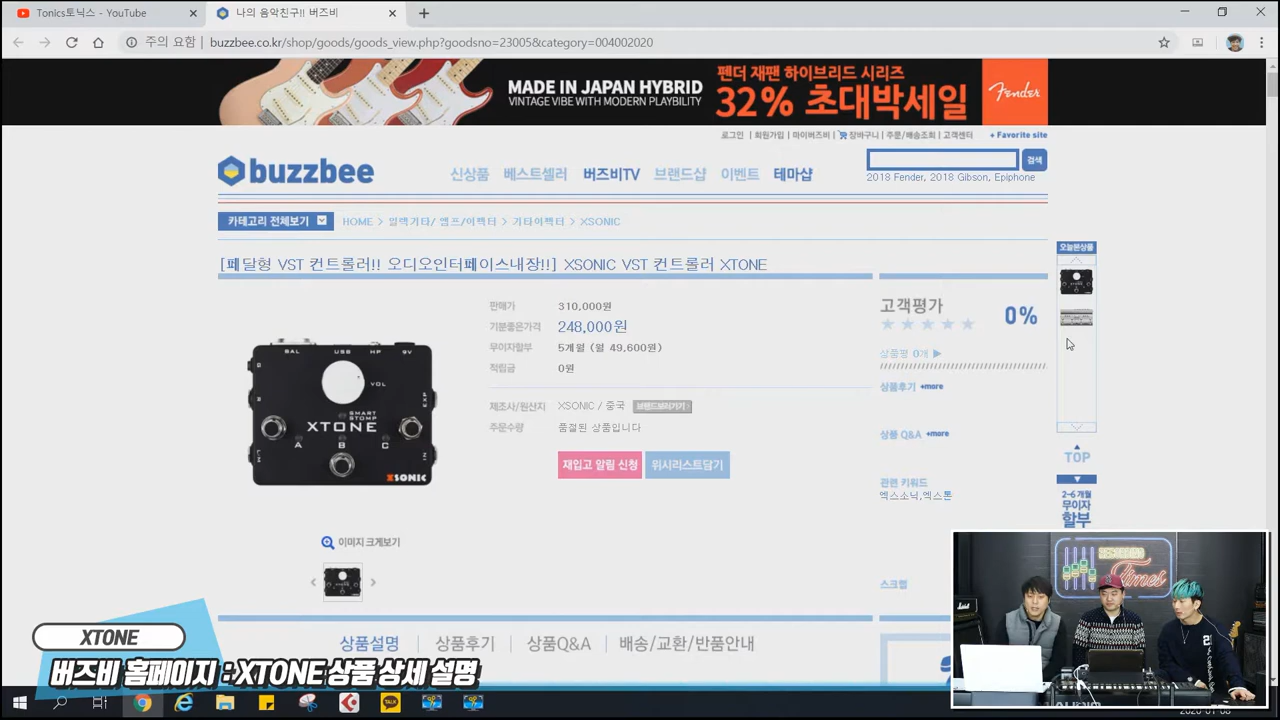 Tonics토닉스 - YouTube
나의 음악친구!! 버즈비
주의 요함
buzzbee.co.kr/shop/goods/goods_view.php?goodsno=23005&category=004002020
MADE IN JAPAN HYBRID
VINTAGE VIBE WITH MODERN PLAYBILITY
펜더 재팬 하이브리드 시리즈
32% 초대박세일
Fender
로그인 | 회원가입 | 마이버즈비 | 장바구니 | 주문/배송조회 | 고객센터
+ Favorite site
buzzbee
신상품 베스트셀러 버즈비TV 브랜드샵 이벤트 테마샵
검색
2018 Fender, 2018 Gibson, Epiphone
카테고리 전체보기
HOME > 일렉기타/ 앰프/이펙터 > 기타이펙터 > XSONIC
오늘본상품
[페달형 VST 컨트롤러!! 오디오인터페이스내장!!] XSONIC VST 컨트롤러 XTONE
판매가 310,000원
기분좋은가격 248,000원
무이자할부 5개월 (월 49,600원)
적립금 0원
제조사/원산지 XSONIC / 중국 브랜드보러가기
주문수량 품절된 상품입니다
재입고 알림 신청 위시리스트담기
고객평가 0%
상품평 0개
상품후기 +more
상품 Q&A +more
관련 키워드
엑스소닉,엑스톤
스크랩
TOP
2-6 개월
무이자
할부
BAL USB HP 9V
VOL
EXP
SMART
STOMP
XTONE
A B C
IN
XSONIC
이미지 크게보기
상품설명 | 상품후기 | 상품Q&A | 배송/교환/반품안내
XTONE
버즈비 홈페이지 : XTONE 상품 상세 설명
Times
TALK